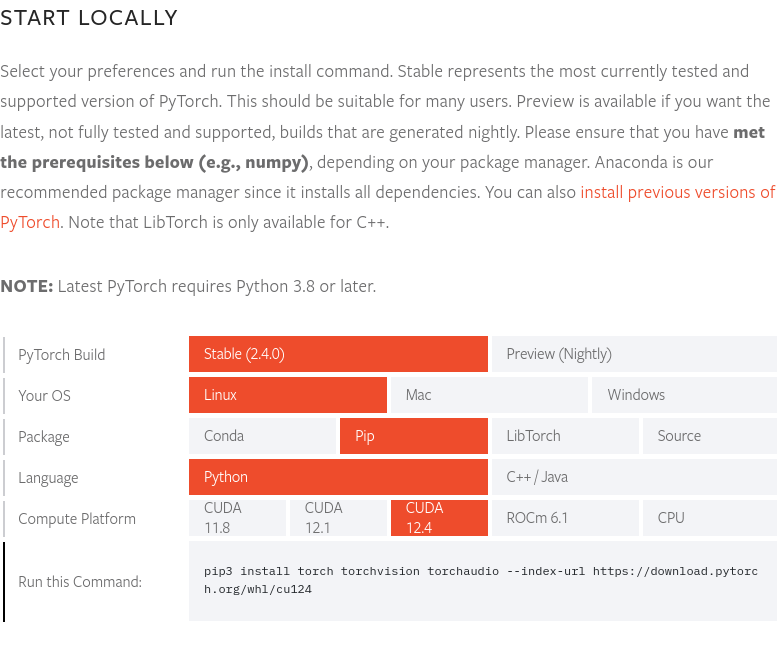 START LOCALLY
Select your preferences and run the install command. Stable represents the most currently tested and
supported version of PyTorch. This should be suitable for many users. Preview is available if you want the
latest, not fully tested and supported, builds that are generated nightly. Please ensure that you have met
the prerequisites below (e.g., numpy), depending on your package manager. Anaconda is our
recommended package manager since it installs all dependencies. You can also install previous versions of
PyTorch. Note that LibTorch is only available for C++.
NOTE: Latest PyTorch requires Python 3.8 or later.
PyTorch Build Stable (2.4.0) Preview (Nightly)
Your OS Linux Mac Windows
Package Conda Pip LibTorch Source
Language Python C++ / Java
Compute Platform CUDA 11.8 CUDA 12.1 CUDA 12.4 ROCm 6.1 CPU
Run this Command: pip3 install torch torchvision torchaudio --index-url https://download.pytorc
h.org/whl/cu124